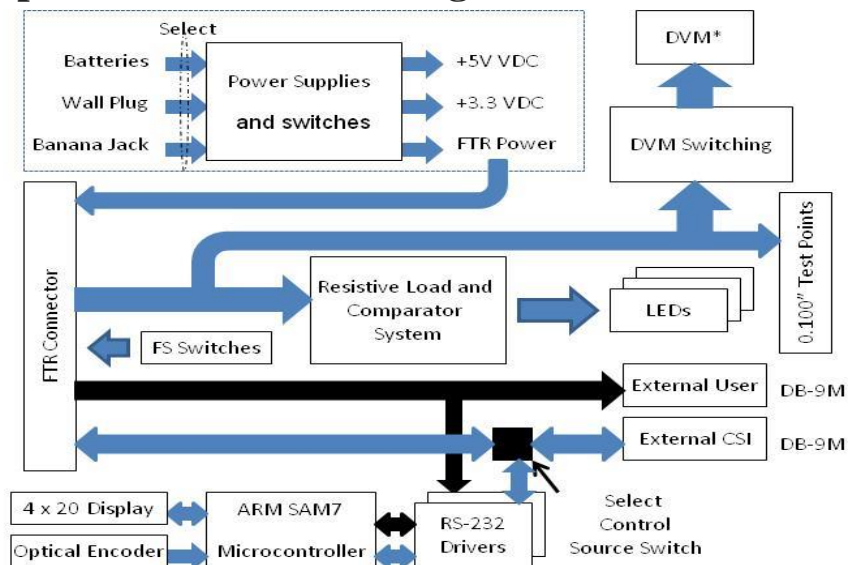 Select
Batteries
Wall Plug
Banana Jack
Power Supplies
and switches
+5V VDC
+3.3 VDC
FTR Power
DVM*
DVM Switching
0.100” Test Points
FTR Connector
Resistive Load and
Comparator
System
LEDs
FS Switches
External User
DB-9M
External CSI
DB-9M
Select
Control
Source Switch
4 x 20 Display
Optical Encoder
ARM SAM7
Microcontroller
RS-232
Drivers